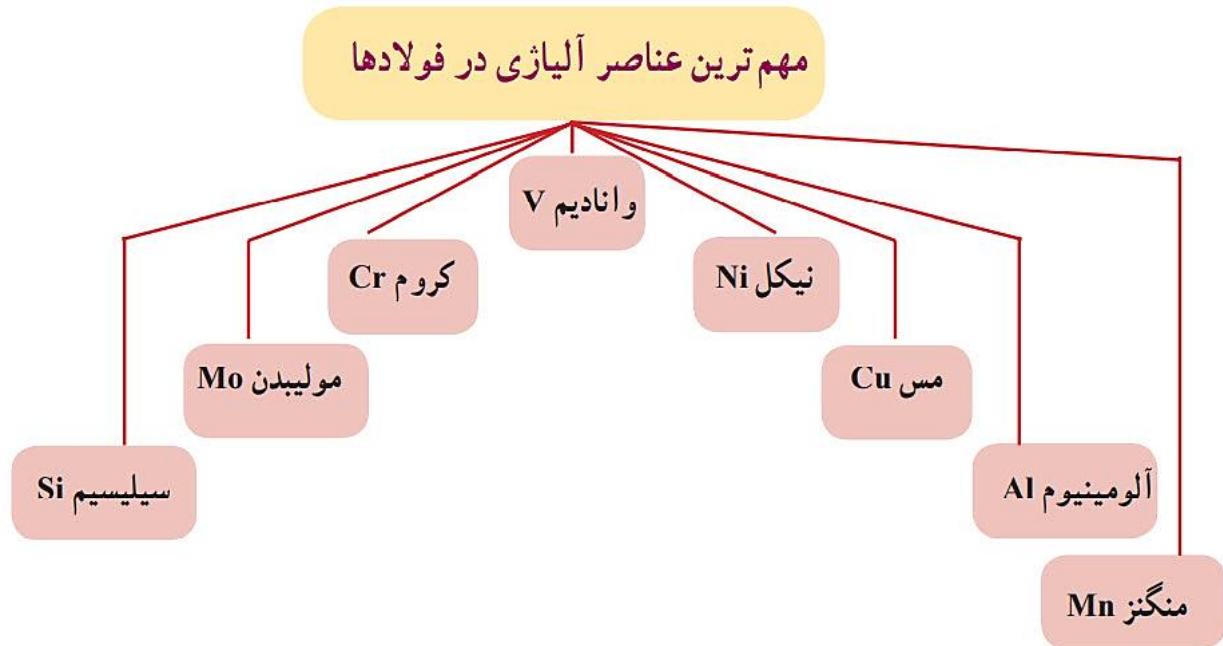 مهم‌ترین عناصر آلیاژی در فولادها
وانادیم V
نیکل Ni
کروم Cr
مس Cu
مولیبدن Mo
آلومینیوم Al
سیلیسیم Si
منگنز Mn